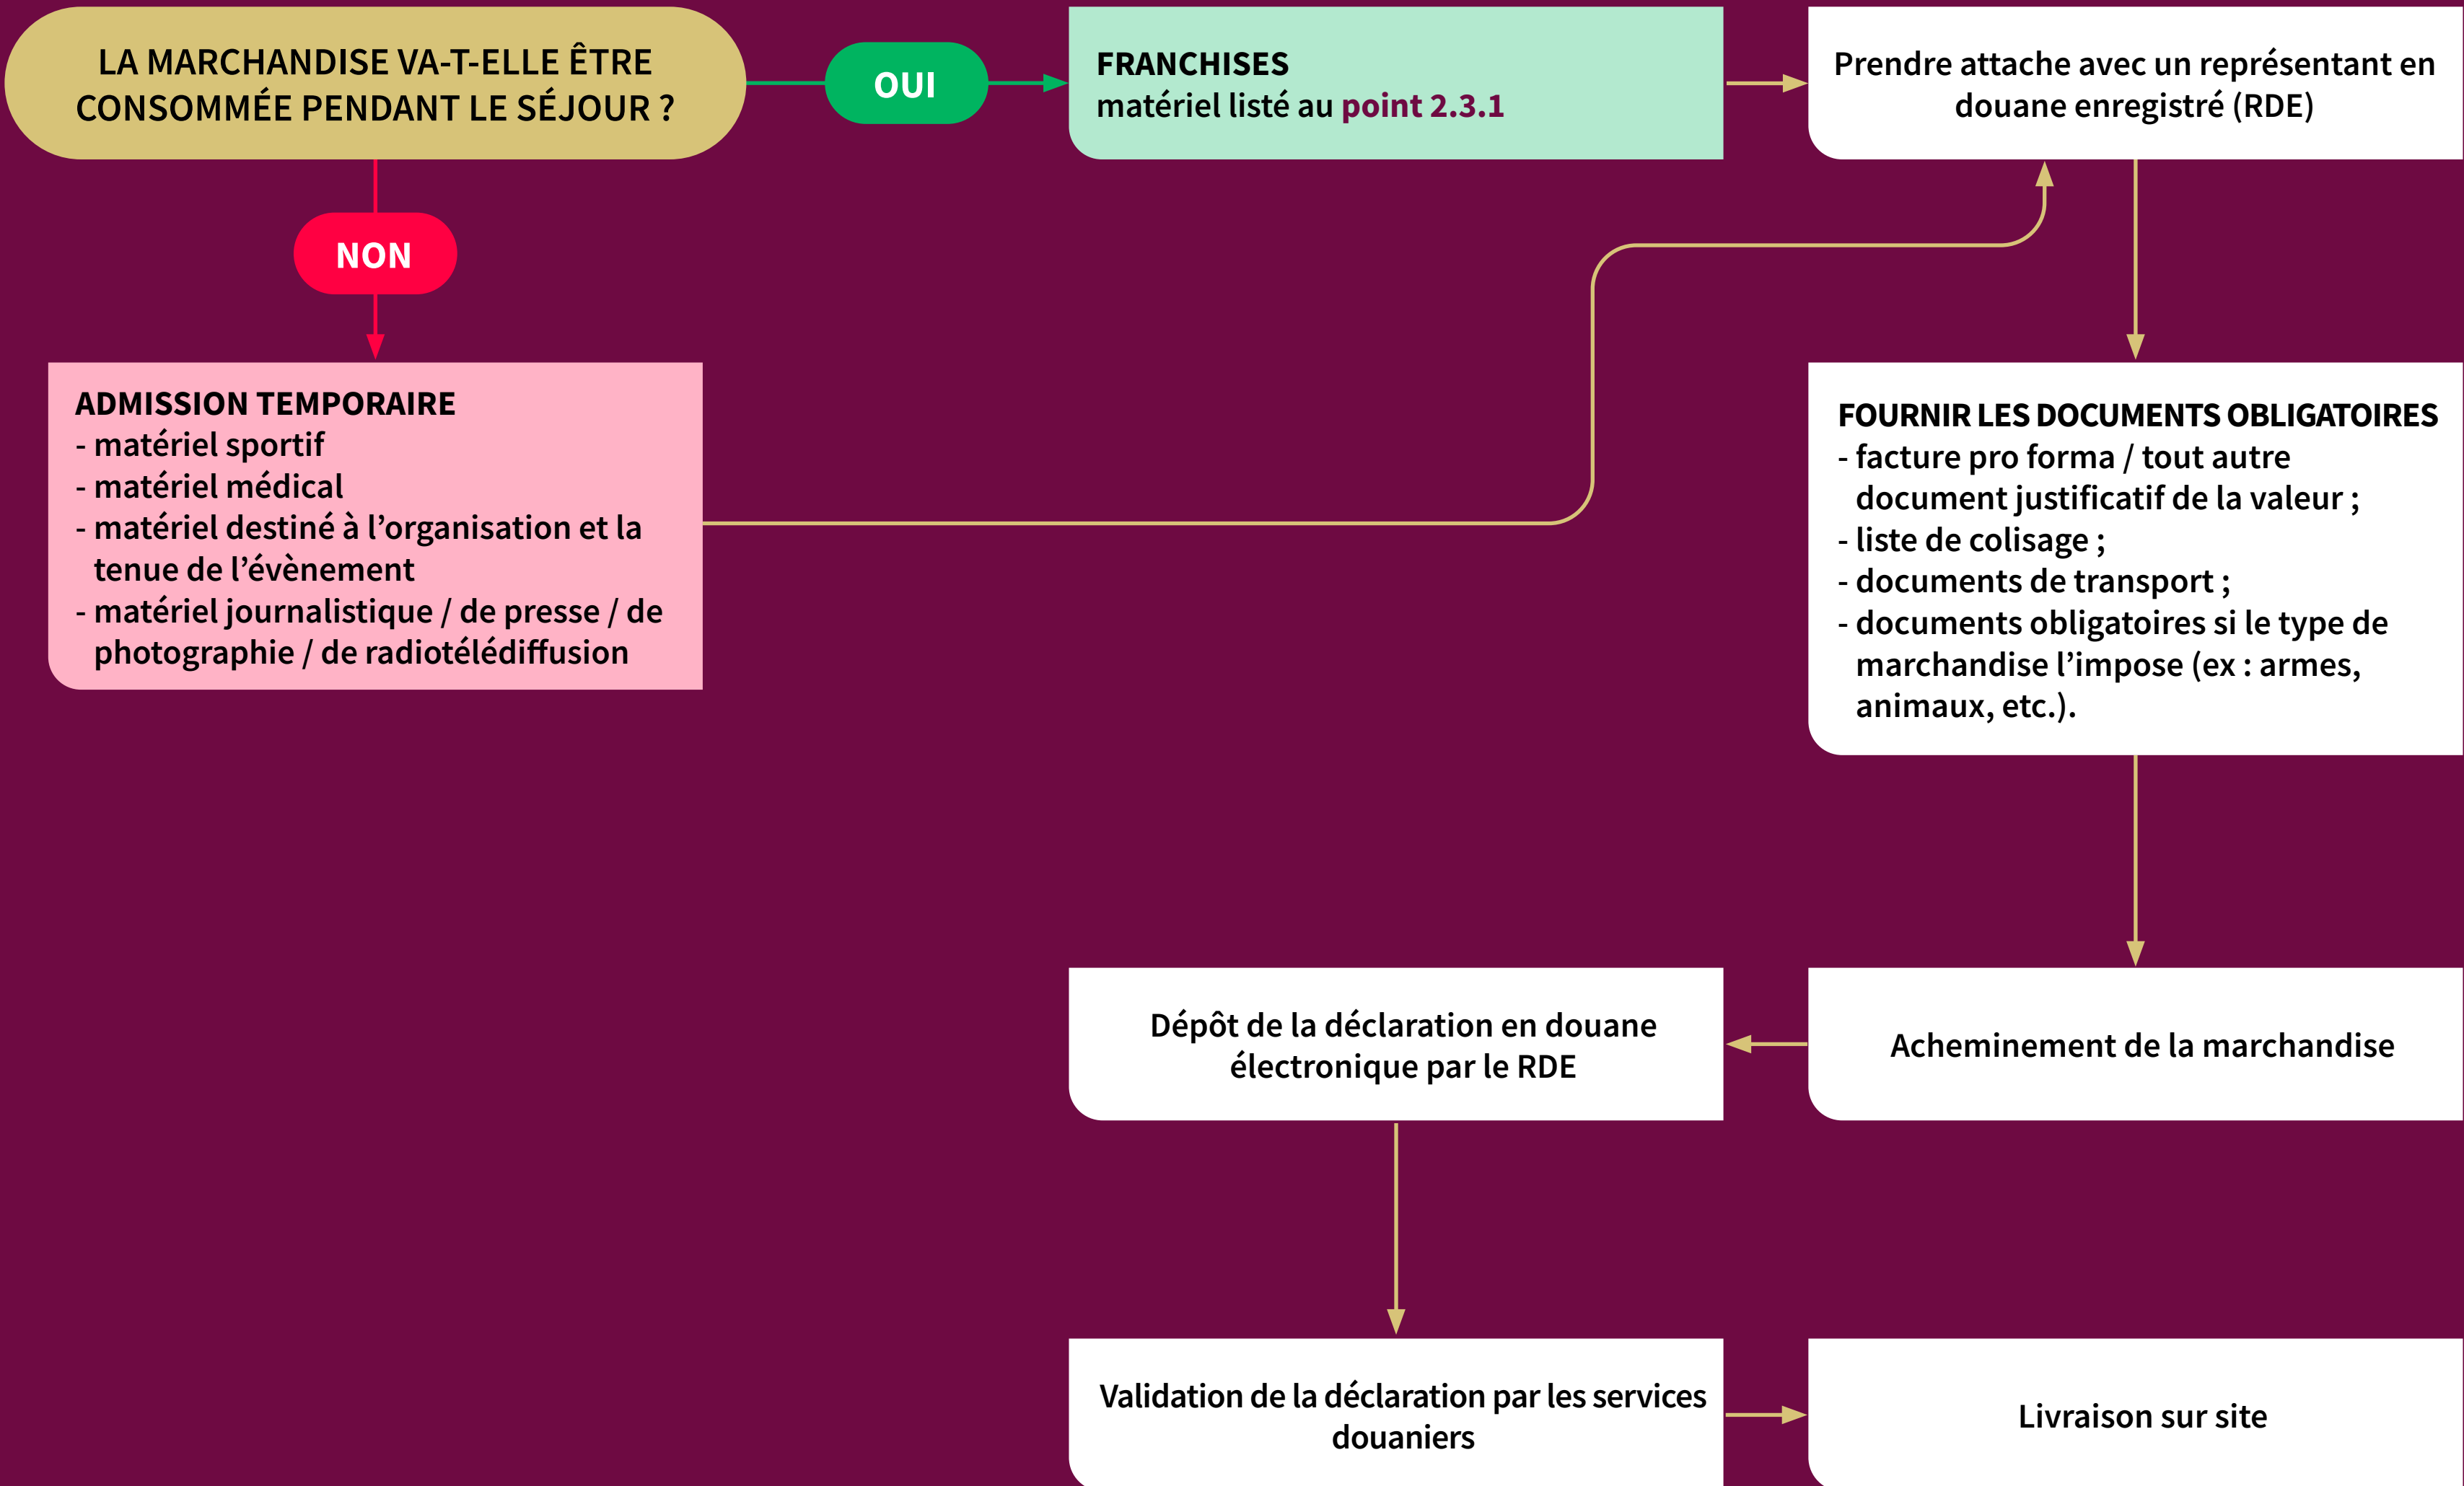 LA MARCHANDISE VA-T-ELLE ÊTRE
CONSOMMÉE PENDANT LE SÉJOUR ?
OUI
FRANCHISES
matériel listé au point 2.3.1
Prendre attache avec un représentant en
douane enregistré (RDE)
NON
ADMISSION TEMPORAIRE
- matériel sportif
- matériel médical
- matériel destiné à l’organisation et la
tenue de l’évènement
- matériel journalistique / de presse / de
photographie / de radiotélédiffusion
FOURNIR LES DOCUMENTS OBLIGATOIRES
- facture pro forma / tout autre
document justificatif de la valeur ;
- liste de colisage ;
- documents de transport ;
- documents obligatoires si le type de
marchandise l’impose (ex : armes,
animaux, etc.).
Dépôt de la déclaration en douane
électronique par le RDE
Acheminement de la marchandise
Validation de la déclaration par les services
douaniers
Livraison sur site